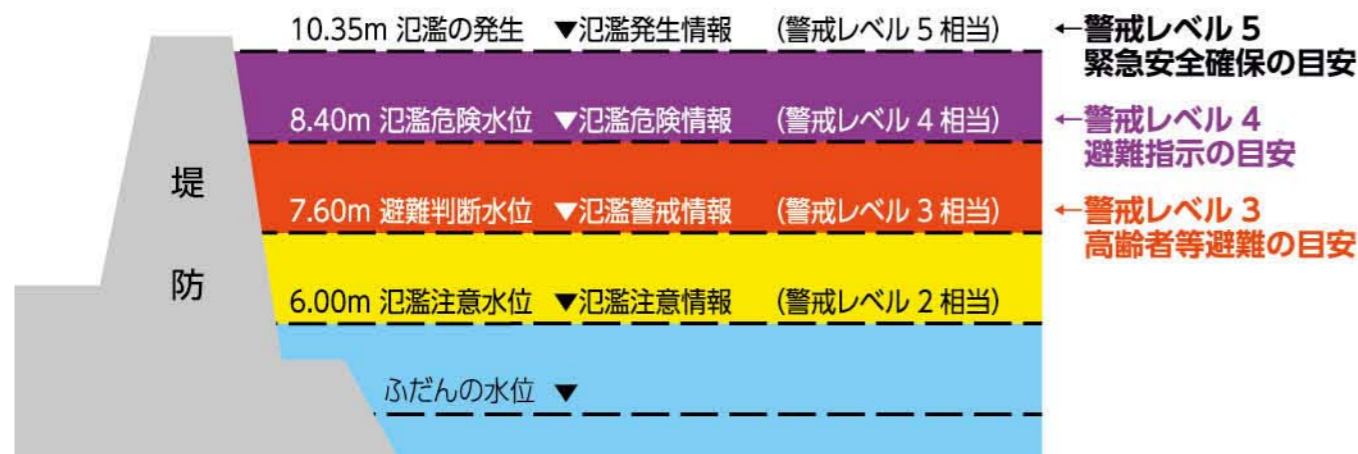 10.35m 氾濫の発生 ▼氾濫発生情報 (警戒レベル 5 相当)
←警戒レベル 5
緊急安全確保の目安
8.40m 氾濫危険水位 ▼氾濫危険情報 (警戒レベル 4 相当)
←警戒レベル 4
避難指示の目安
7.60m 避難判断水位 ▼氾濫警戒情報 (警戒レベル 3 相当)
←警戒レベル 3
高齢者等避難の目安
6.00m 氾濫注意水位 ▼氾濫注意情報 (警戒レベル 2 相当)
ふだんの水位 ▼
堤防